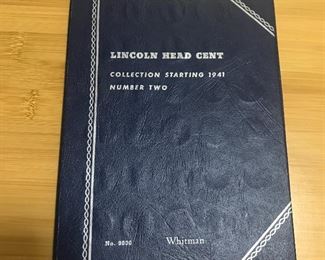 LINCOLN HEAD CENT
COLLECTION STARTING 1941
NUMBER TWO
No. 9030
Whitman